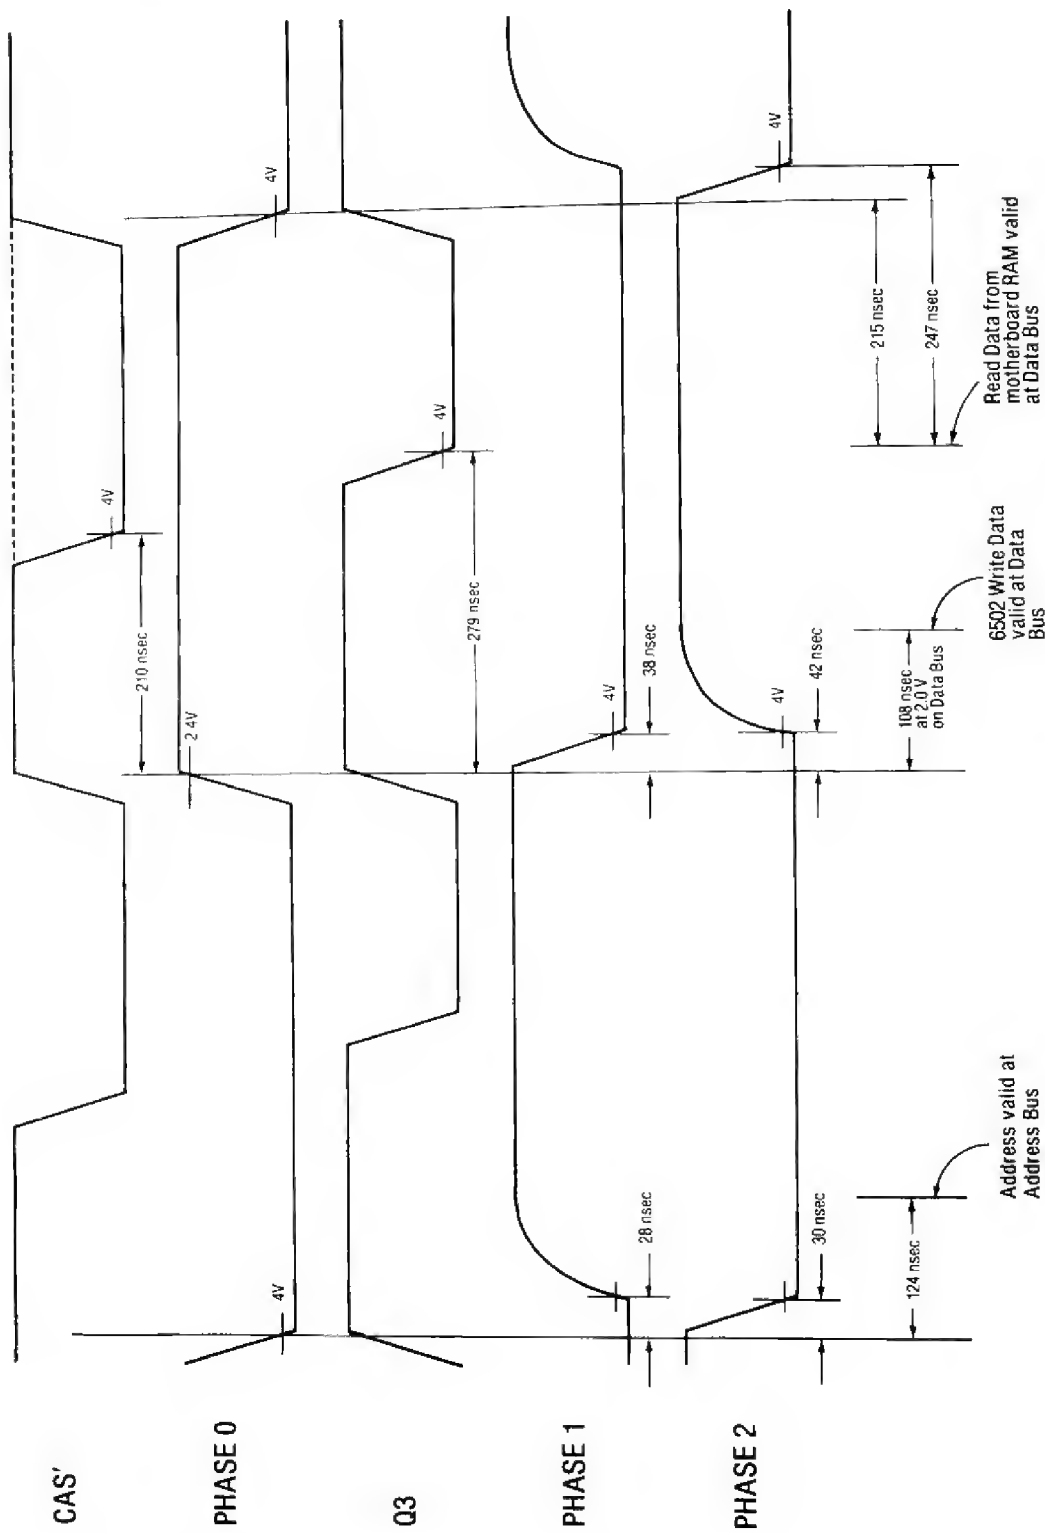 CAS'
4V
210 nsec
PHASE 0
4V
2 4V
4V
Q3
279 nsec
4V
PHASE 1
28 nsec
4V
38 nsec
PHASE 2
30 nsec
4V
42 nsec
4V
124 nsec
108 nsec
at 2.0 V
on Data Bus
215 nsec
247 nsec
Address valid at
Address Bus
6502 Write Data
valid at Data
Bus
Read Data from
motherboard RAM valid
at Data Bus